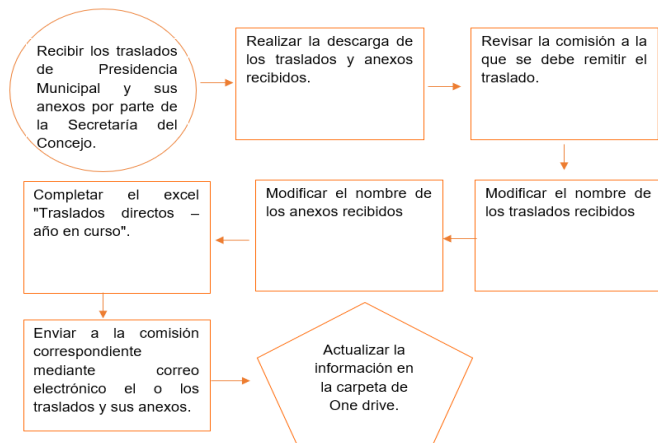 Recibir los traslados
de Presidencia
Municipal y sus
anexos por parte de
la Secretaría del
Concejo.
Realizar la descarga de
los traslados y anexos
recibidos.
Revisar la comisión a la
que se debe remitir el
traslado.
Modificar el nombre de
los traslados recibidos
Modificar el nombre de
los anexos recibidos
Completar el excel
"Traslados directos –
año en curso".
Enviar a la comisión
correspondiente
mediante correo
electrónico el o los
traslados y sus anexos.
Actualizar la
información en
la carpeta de
One drive.